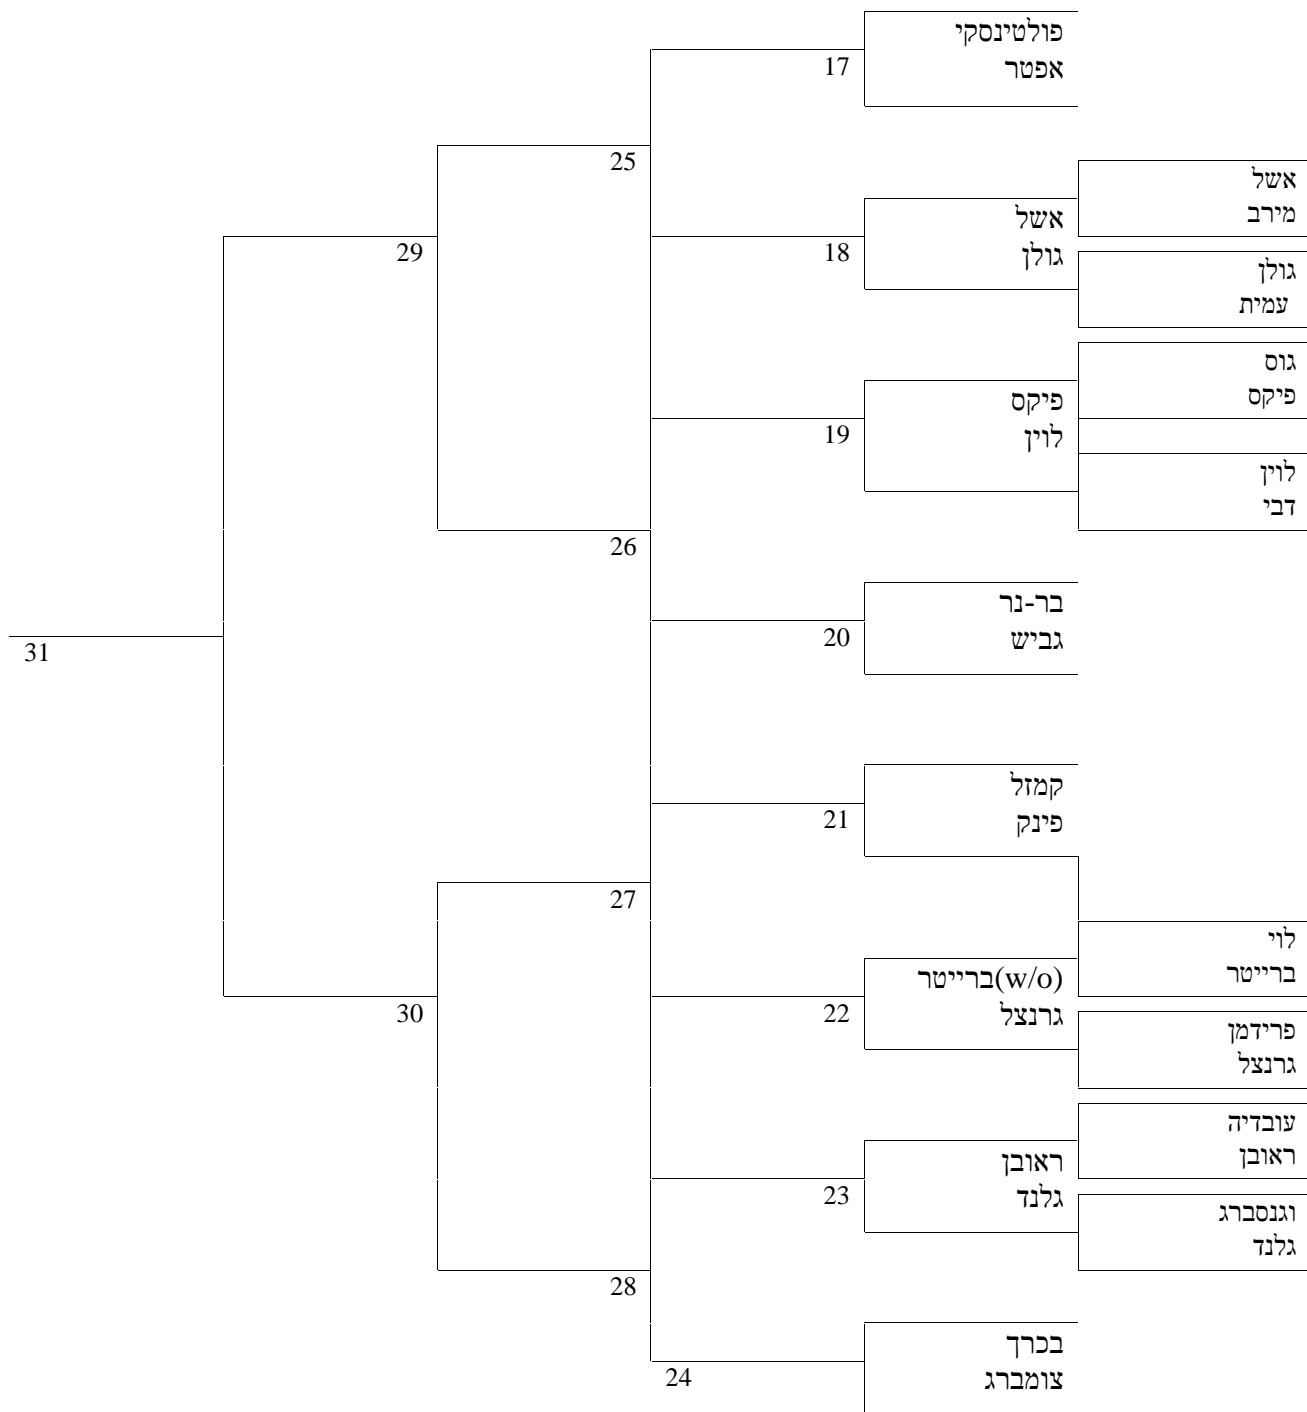 פולטינסקי
17
אפטר
25
אשל
מירב
אשל
29
18
גולן
גולן
עמית
גוס
פיקס
פיקס
19
לוין
לוין
דבי
26
בר-נר
20
גביש
31
קמזל
21
פינק
27
לוי
ברייטר
ברייטר(w/o)
30
22
גרנצל
פרידמן
גרנצל
עובדיה
ראובן
ראובן
23
גלנד
וגנסברג
גלנד
28
בכרך
24
צומברג